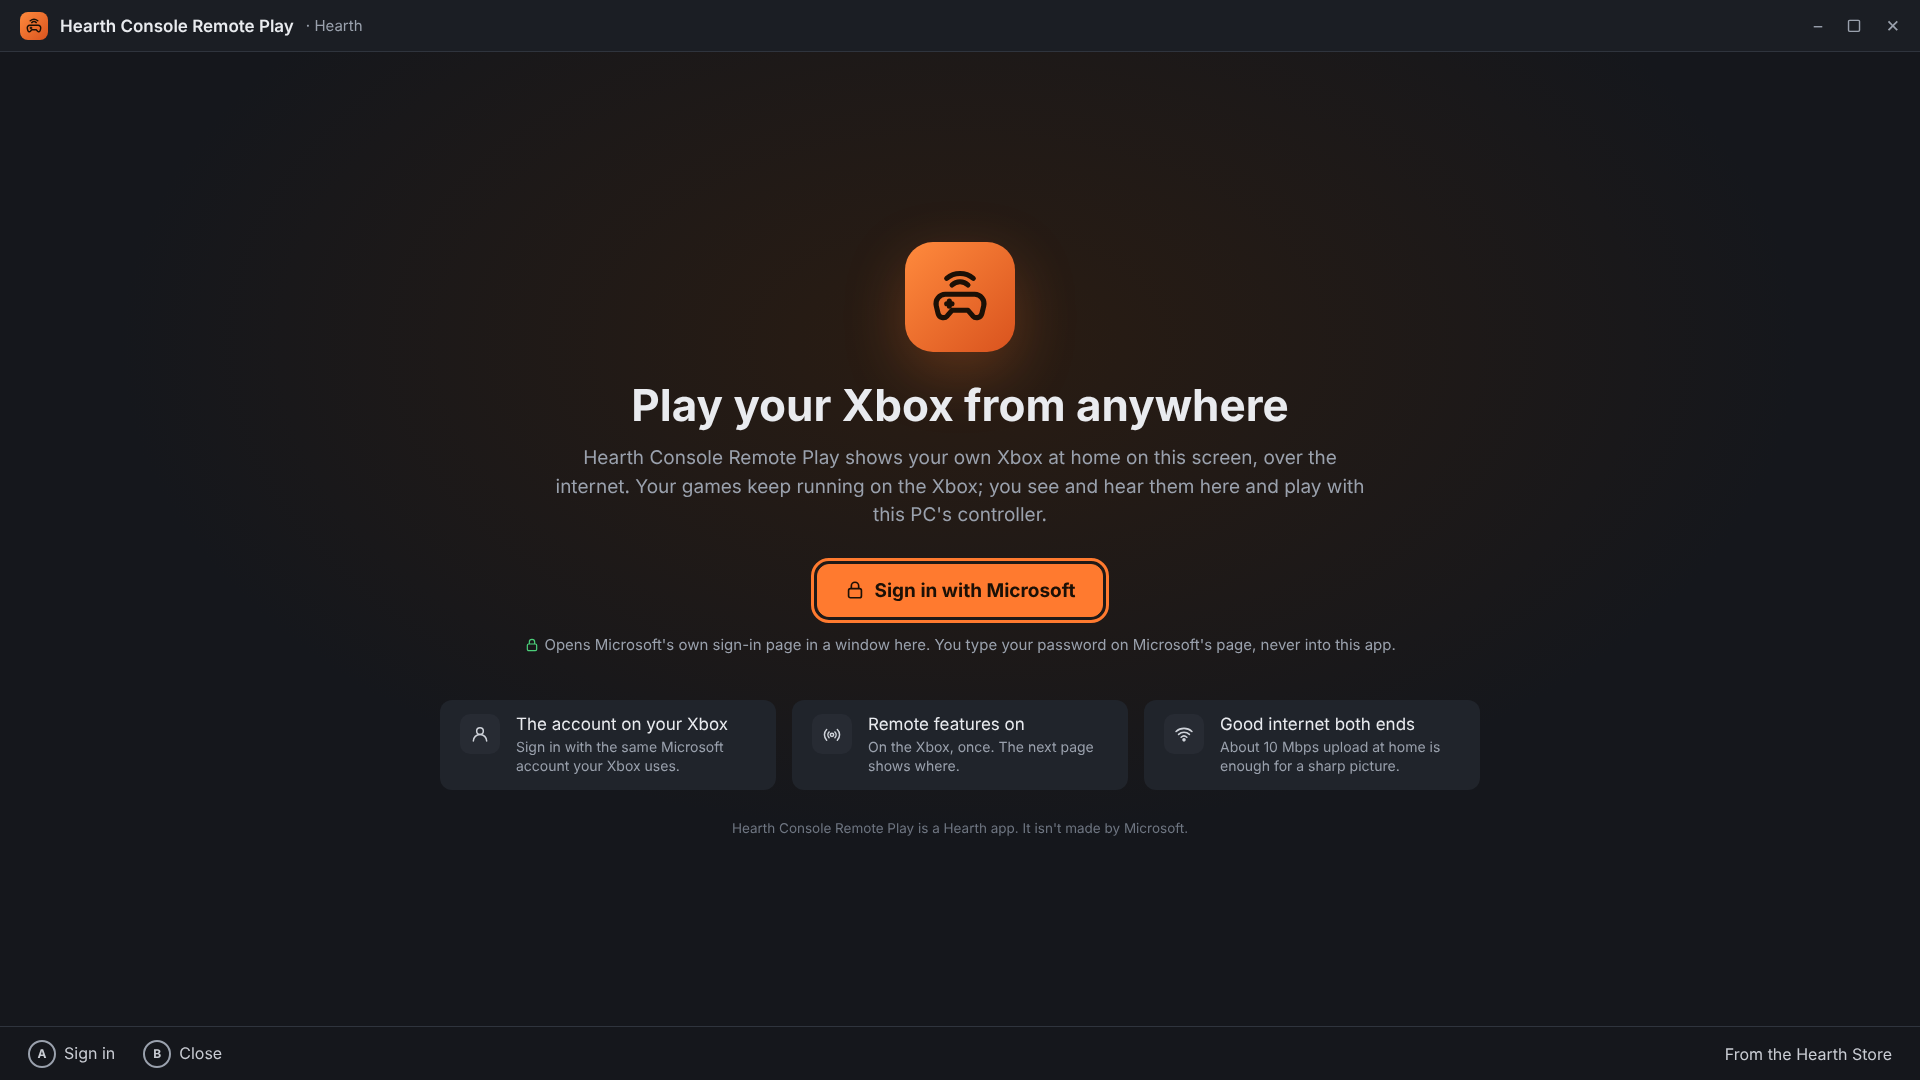 Hearth Console Remote Play · Hearth
Play your Xbox from anywhere
Hearth Console Remote Play shows your own Xbox at home on this screen, over the
internet. Your games keep running on the Xbox; you see and hear them here and play with
this PC's controller.
Sign in with Microsoft
Opens Microsoft's own sign-in page in a window here. You type your password on Microsoft's page, never into this app.
The account on your Xbox
Sign in with the same Microsoft
account your Xbox uses.
Remote features on
On the Xbox, once. The next page
shows where.
Good internet both ends
About 10 Mbps upload at home is
enough for a sharp picture.
Hearth Console Remote Play is a Hearth app. It isn't made by Microsoft.
A Sign in
B Close
From the Hearth Store